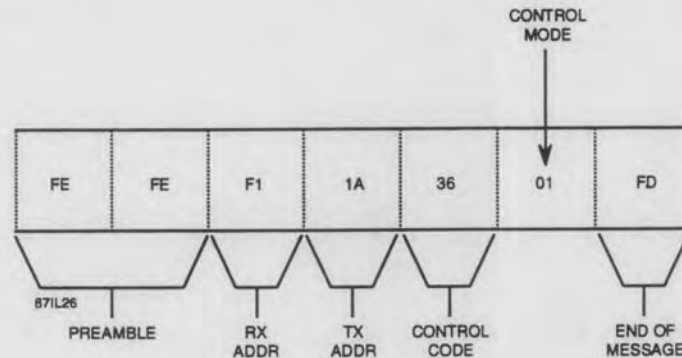 CONTROL
MODE
FE FE F1 1A 36 01 FD
871L26
PREAMBLE RX ADDR TX ADDR CONTROL CODE END OF MESSAGE